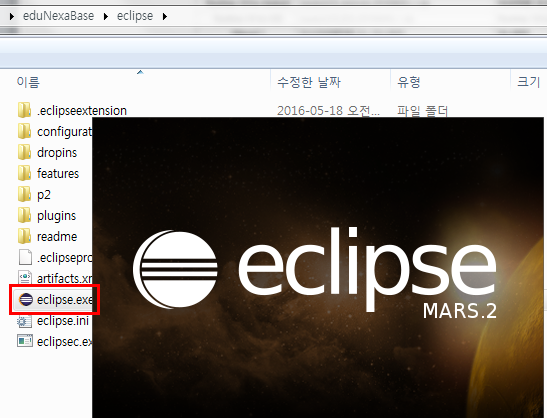 eduNexaBase ▸ eclipse ▸
이름 수정한 날짜 유형 크기
.eclipseextension 2016-05-18 오전... 파일 폴더
configurat
dropins
features
p2
plugins
readme
.eclipsepro
artifacts.xm
eclipse.exe
eclipse.ini
eclipsec.ex
eclipse
MARS.2